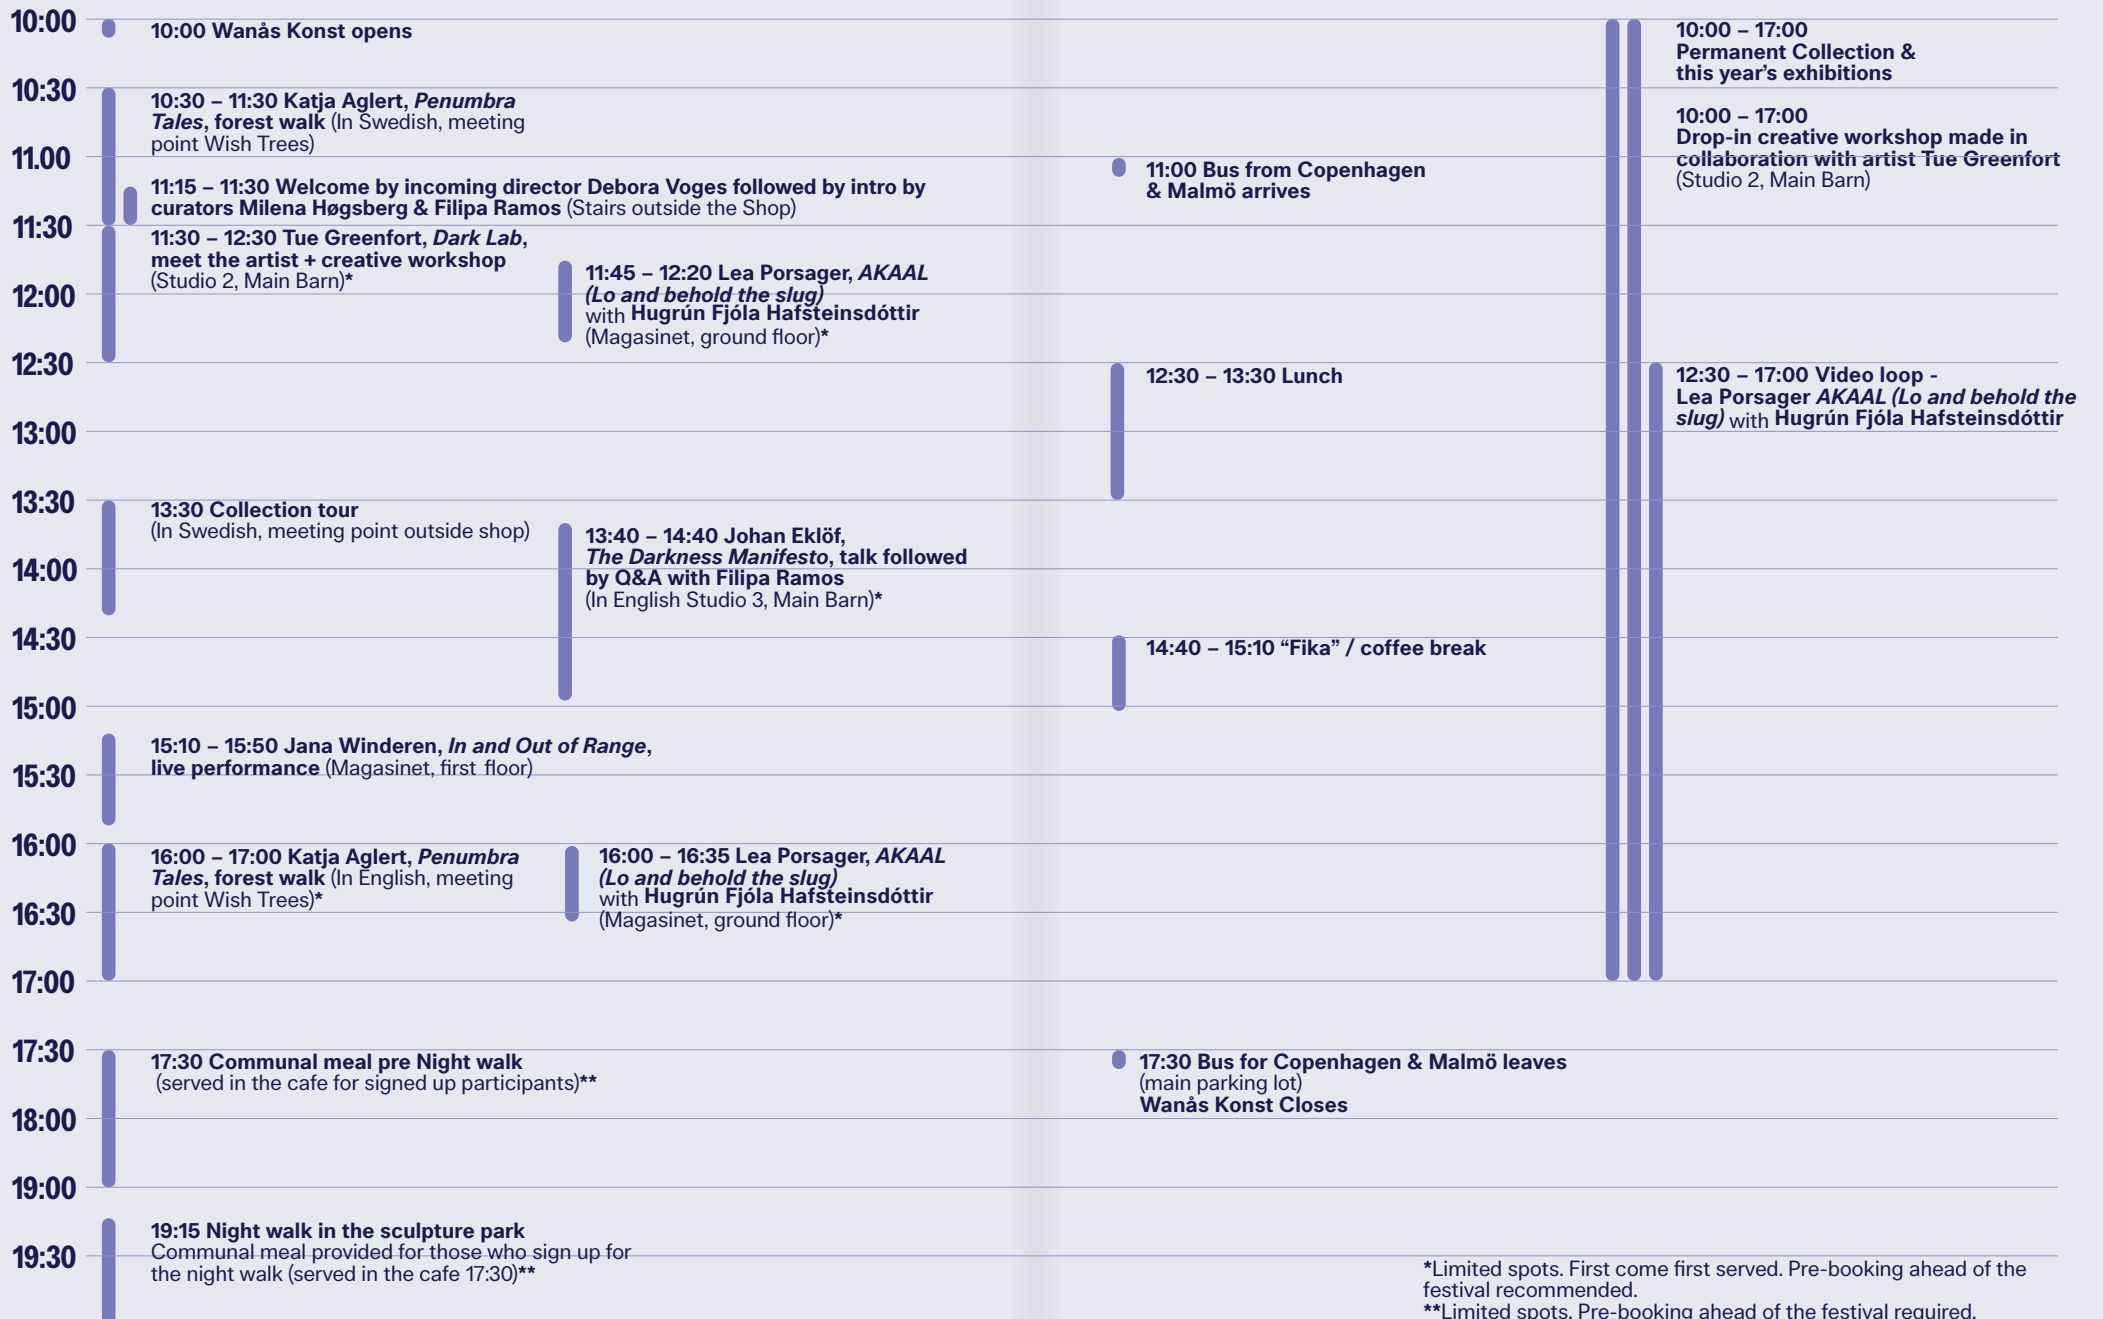 10:00
10:00 Wanås Konst opens
10:30
10:30 – 11:30 Katja Aglert, Penumbra
Tales, forest walk (In Swedish, meeting
point Wish Trees)
11.00
11:15 – 11:30 Welcome by incoming director Debora Voges followed by intro by
curators Milena Høgsberg & Filipa Ramos (Stairs outside the Shop)
11:30
11:30 – 12:30 Tue Greenfort, Dark Lab,
meet the artist + creative workshop
(Studio 2, Main Barn)*
11:45 – 12:20 Lea Porsager, AKAAL
(Lo and behold the slug)
with Hugrún Fjóla Hafsteinsdóttir
(Magasinet, ground floor)*
12:00
12:30
13:00
13:30
13:30 Collection tour
(In Swedish, meeting point outside shop)
13:40 – 14:40 Johan Eklöf,
The Darkness Manifesto, talk followed
by Q&A with Filipa Ramos
(In English Studio 3, Main Barn)*
14:00
14:30
15:00
15:10 – 15:50 Jana Winderen, In and Out of Range,
live performance (Magasinet, first floor)
15:30
16:00
16:00 – 17:00 Katja Aglert, Penumbra
Tales, forest walk (In English, meeting
point Wish Trees)*
16:00 – 16:35 Lea Porsager, AKAAL
(Lo and behold the slug)
with Hugrún Fjóla Hafsteinsdóttir
(Magasinet, ground floor)*
16:30
17:00
17:30
17:30 Communal meal pre Night walk
(served in the cafe for signed up participants)**
18:00
19:00
19:15 Night walk in the sculpture park
Communal meal provided for those who sign up for
the night walk (served in the cafe 17:30)**
19:30
11:00 Bus from Copenhagen
& Malmö arrives
12:30 – 13:30 Lunch
14:40 – 15:10 “Fika” / coffee break
17:30 Bus for Copenhagen & Malmö leaves
(main parking lot)
Wanås Konst Closes
10:00 – 17:00
Permanent Collection &
this year’s exhibitions
10:00 – 17:00
Drop-in creative workshop made in
collaboration with artist Tue Greenfort
(Studio 2, Main Barn)
12:30 – 17:00 Video loop -
Lea Porsager AKAAL (Lo and behold the
slug) with Hugrún Fjóla Hafsteinsdóttir
*Limited spots. First come first served. Pre-booking ahead of the
festival recommended.
**Limited spots. Pre-booking ahead of the festival required.